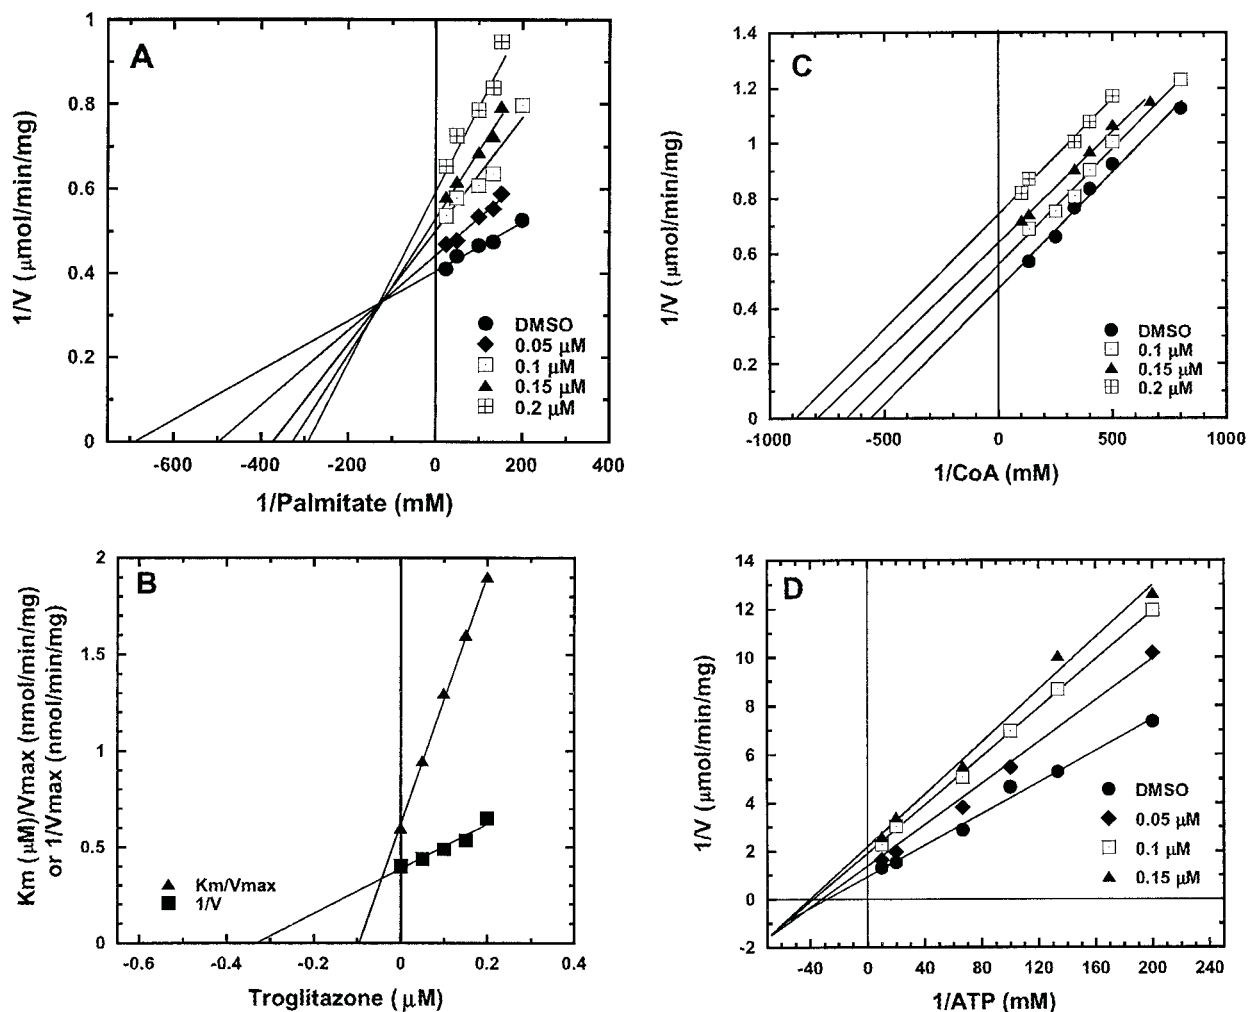 A
1
0.8
0.6
0.4
0.2
0
1/V (μmol/min/mg)
-600 -400 -200 0 200 400
1/Palmitate (mM)
DMSO
0.05 μM
0.1 μM
0.15 μM
0.2 μM
C
1.4
1.2
1
0.8
0.6
0.4
0.2
0
1/V (μmol/min/mg)
-1000 -500 0 500 1000
1/CoA (mM)
DMSO
0.1 μM
0.15 μM
0.2 μM
B
2
1.5
1
0.5
0
Km (μM)/Vmax (nmol/min/mg)
or 1/Vmax (nmol/min/mg)
-0.6 -0.4 -0.2 0 0.2 0.4
Troglitazone (μM)
Km/Vmax
1/V
D
14
12
10
8
6
4
2
0
-2
1/V (μmol/min/mg)
-40 0 40 80 120 160 200 240
1/ATP (mM)
DMSO
0.05 μM
0.1 μM
0.15 μM